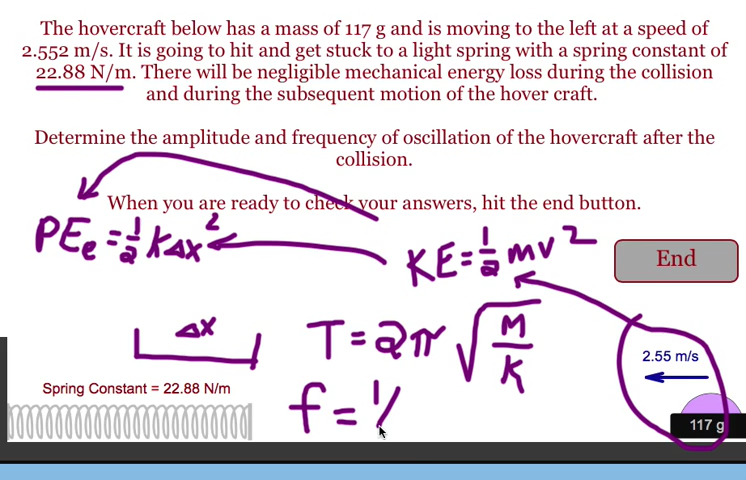 The hovercraft below has a mass of 117 g and is moving to the left at a speed of
2.552 m/s. It is going to hit and get stuck to a light spring with a spring constant of
22.88 N/m. There will be negligible mechanical energy loss during the collision
and during the subsequent motion of the hover craft.
Determine the amplitude and frequency of oscillation of the hovercraft after the
collision.
When you are ready to check your answers, hit the end button.
PEe = 1/2 K Δx²
KE = 1/2 mv²
End
Δx
T = 2π √(M/K)
2.55 m/s
Spring Constant = 22.88 N/m
f = 1/
117 g